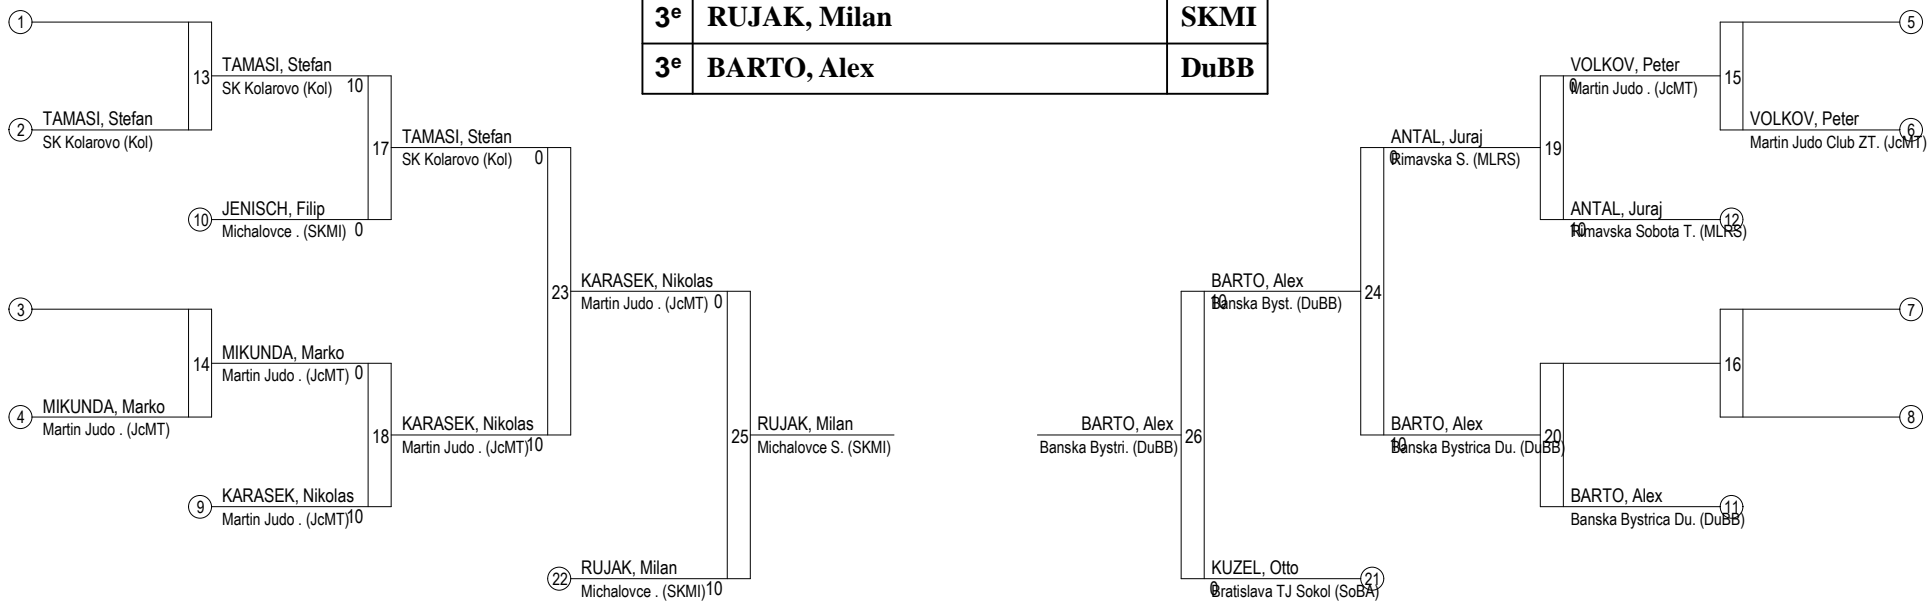 3e RUJAK, Milan SKMI
3e BARTO, Alex DuBB
1
13
TAMASI, Stefan
SK Kolarovo (Kol) 10
2 TAMASI, Stefan
SK Kolarovo (Kol)
17
TAMASI, Stefan
SK Kolarovo (Kol) 0
10 JENISCH, Filip
Michalovce . (SKMI) 0
23
KARASEK, Nikolas
Martin Judo . (JcMT) 0
3
14
MIKUNDA, Marko
Martin Judo . (JcMT) 0
4 MIKUNDA, Marko
Martin Judo . (JcMT)
18
KARASEK, Nikolas
Martin Judo . (JcMT) 10
9 KARASEK, Nikolas
Martin Judo . (JcMT) 10
25
RUJAK, Milan
Michalovce S. (SKMI)
22 RUJAK, Milan
Michalovce . (SKMI) 10
5
15
VOLKOV, Peter
0 Martin Judo . (JcMT)
VOLKOV, Peter 6
Martin Judo Club ZT. (JcMT)
19
ANTAL, Juraj
0 Rimavska S. (MLRS)
ANTAL, Juraj 12
10 Rimavska Sobota T. (MLRS)
24
BARTO, Alex
10 Banska Byst. (DuBB)
7
16
8
20
BARTO, Alex
10 Banska Bystrica Du. (DuBB)
BARTO, Alex 11
Banska Bystrica Du. (DuBB)
26
BARTO, Alex
Banska Bystri. (DuBB)
KUZEL, Otto 21
0 Bratislava TJ Sokol (SoBA)